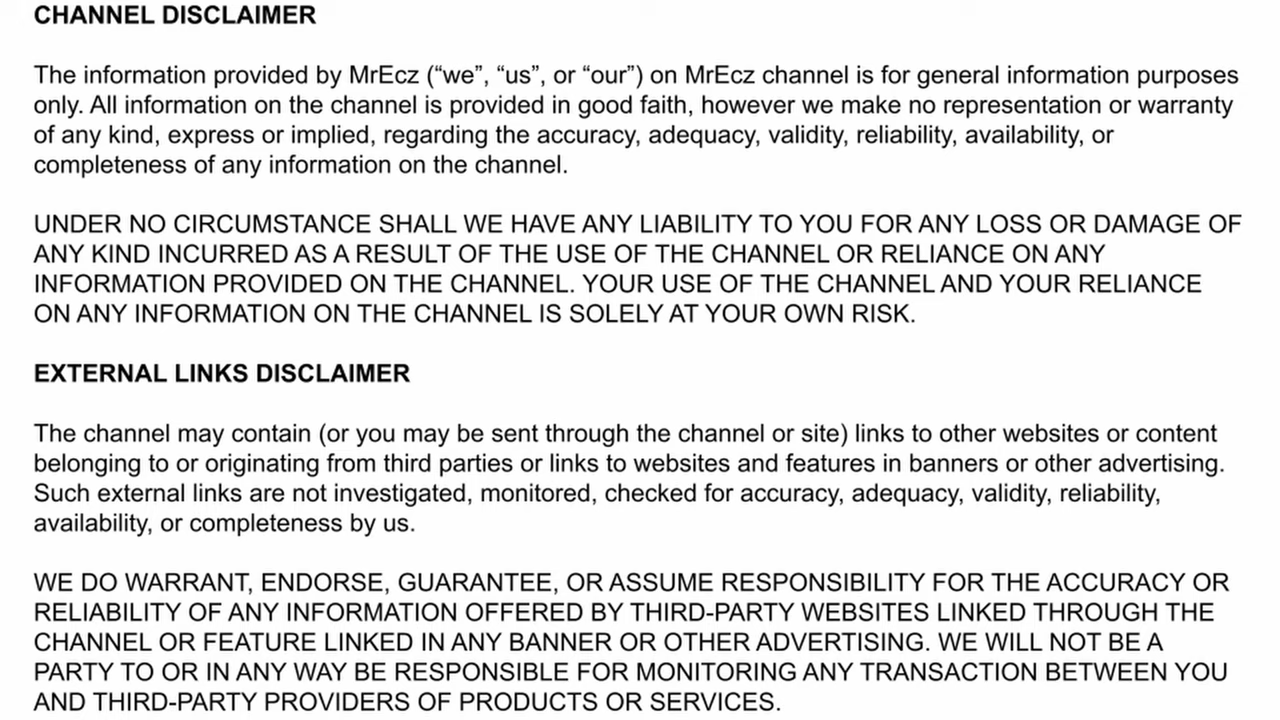 CHANNEL DISCLAIMER
The information provided by MrEcz (“we”, “us”, or “our”) on MrEcz channel is for general information purposes
only. All information on the channel is provided in good faith, however we make no representation or warranty
of any kind, express or implied, regarding the accuracy, adequacy, validity, reliability, availability, or
completeness of any information on the channel.
UNDER NO CIRCUMSTANCE SHALL WE HAVE ANY LIABILITY TO YOU FOR ANY LOSS OR DAMAGE OF
ANY KIND INCURRED AS A RESULT OF THE USE OF THE CHANNEL OR RELIANCE ON ANY
INFORMATION PROVIDED ON THE CHANNEL. YOUR USE OF THE CHANNEL AND YOUR RELIANCE
ON ANY INFORMATION ON THE CHANNEL IS SOLELY AT YOUR OWN RISK.
EXTERNAL LINKS DISCLAIMER
The channel may contain (or you may be sent through the channel or site) links to other websites or content
belonging to or originating from third parties or links to websites and features in banners or other advertising.
Such external links are not investigated, monitored, checked for accuracy, adequacy, validity, reliability,
availability, or completeness by us.
WE DO WARRANT, ENDORSE, GUARANTEE, OR ASSUME RESPONSIBILITY FOR THE ACCURACY OR
RELIABILITY OF ANY INFORMATION OFFERED BY THIRD-PARTY WEBSITES LINKED THROUGH THE
CHANNEL OR FEATURE LINKED IN ANY BANNER OR OTHER ADVERTISING. WE WILL NOT BE A
PARTY TO OR IN ANY WAY BE RESPONSIBLE FOR MONITORING ANY TRANSACTION BETWEEN YOU
AND THIRD-PARTY PROVIDERS OF PRODUCTS OR SERVICES.